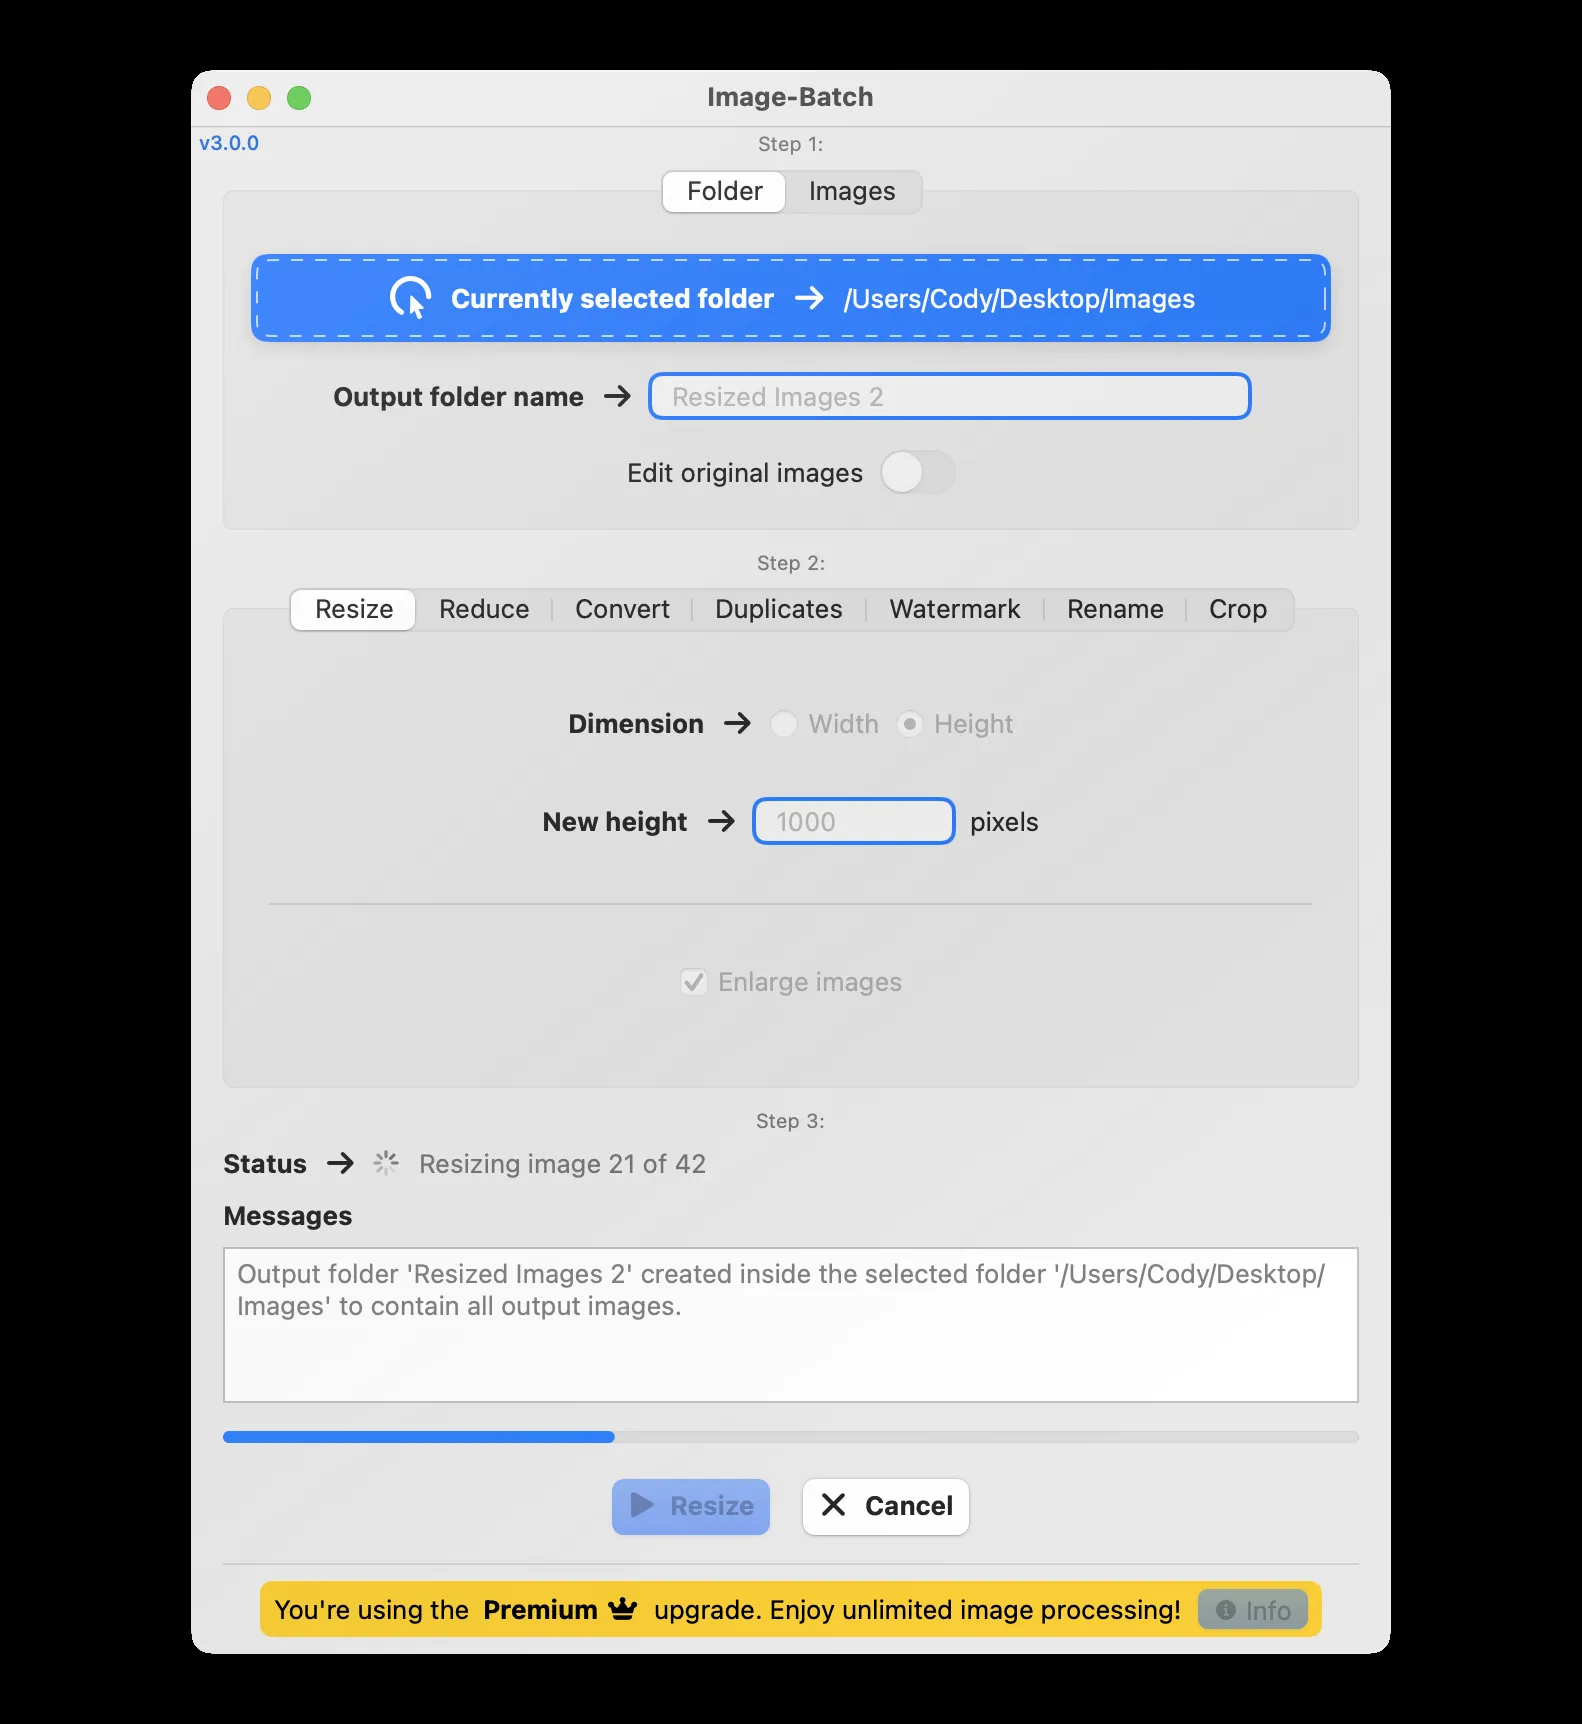 Image-Batch
v3.0.0
Step 1:
Folder Images
Currently selected folder → /Users/Cody/Desktop/Images
Output folder name → Resized Images 2
Edit original images
Step 2:
Resize Reduce Convert Duplicates Watermark Rename Crop
Dimension → Width Height
New height → 1000 pixels
Enlarge images
Step 3:
Status → Resizing image 21 of 42
Messages
Output folder 'Resized Images 2' created inside the selected folder '/Users/Cody/Desktop/
Images' to contain all output images.
Resize Cancel
You're using the Premium upgrade. Enjoy unlimited image processing! Info